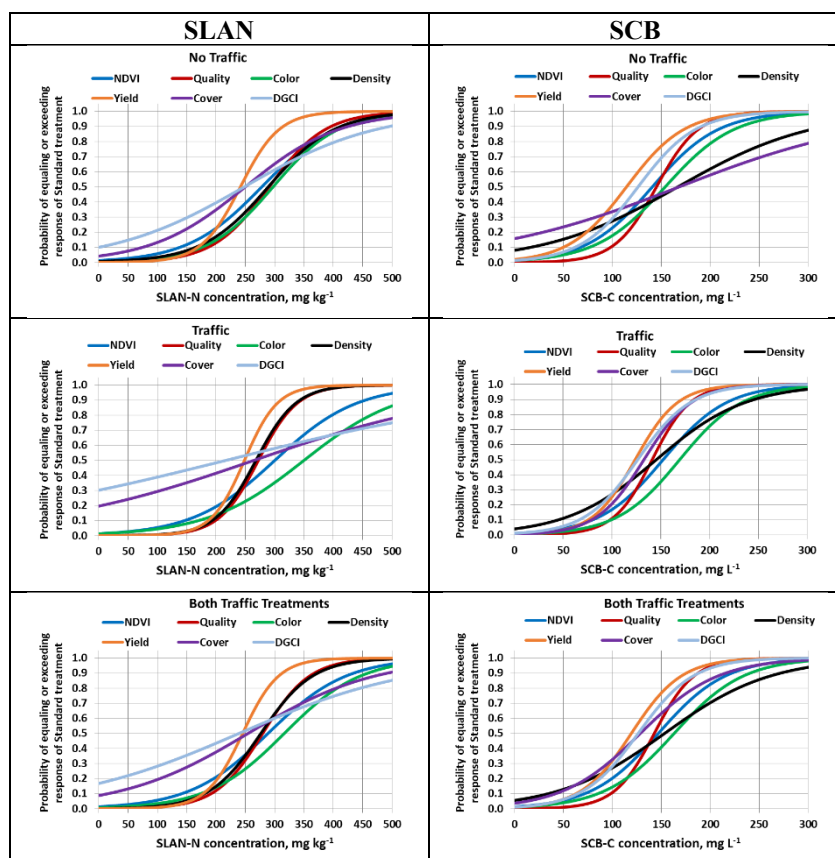 SLAN
SCB
No Traffic
NDVI Quality Color Density
Yield Cover DGCI
Probability of equaling or exceeding
response of Standard treatment
1.0
0.9
0.8
0.7
0.6
0.5
0.4
0.3
0.2
0.1
0.0
0 50 100 150 200 250 300 350 400 450 500
SLAN-N concentration, mg kg⁻¹
No Traffic
NDVI Quality Color Density
Yield Cover DGCI
Probability of equaling or exceeding
response of Standard treatment
1.0
0.9
0.8
0.7
0.6
0.5
0.4
0.3
0.2
0.1
0.0
0 50 100 150 200 250 300
SCB-C concentration, mg L⁻¹
Traffic
NDVI Quality Color Density
Yield Cover DGCI
Probability of equaling or exceeding
response of Standard treatment
1.0
0.9
0.8
0.7
0.6
0.5
0.4
0.3
0.2
0.1
0.0
0 50 100 150 200 250 300 350 400 450 500
SLAN-N concentration, mg kg⁻¹
Traffic
NDVI Quality Color Density
Yield Cover DGCI
Probability of equaling or exceeding
response of Standard treatment
1.0
0.9
0.8
0.7
0.6
0.5
0.4
0.3
0.2
0.1
0.0
0 50 100 150 200 250 300
SCB-C concentration, mg L⁻¹
Both Traffic Treatments
NDVI Quality Color Density
Yield Cover DGCI
Probability of equaling or exceeding
response of Standard treatment
1.0
0.9
0.8
0.7
0.6
0.5
0.4
0.3
0.2
0.1
0.0
0 50 100 150 200 250 300 350 400 450 500
SLAN-N concentration, mg kg⁻¹
Both Traffic Treatments
NDVI Quality Color Density
Yield Cover DGCI
Probability of equaling or exceeding
response of Standard treatment
1.0
0.9
0.8
0.7
0.6
0.5
0.4
0.3
0.2
0.1
0.0
0 50 100 150 200 250 300
SCB-C concentration, mg L⁻¹